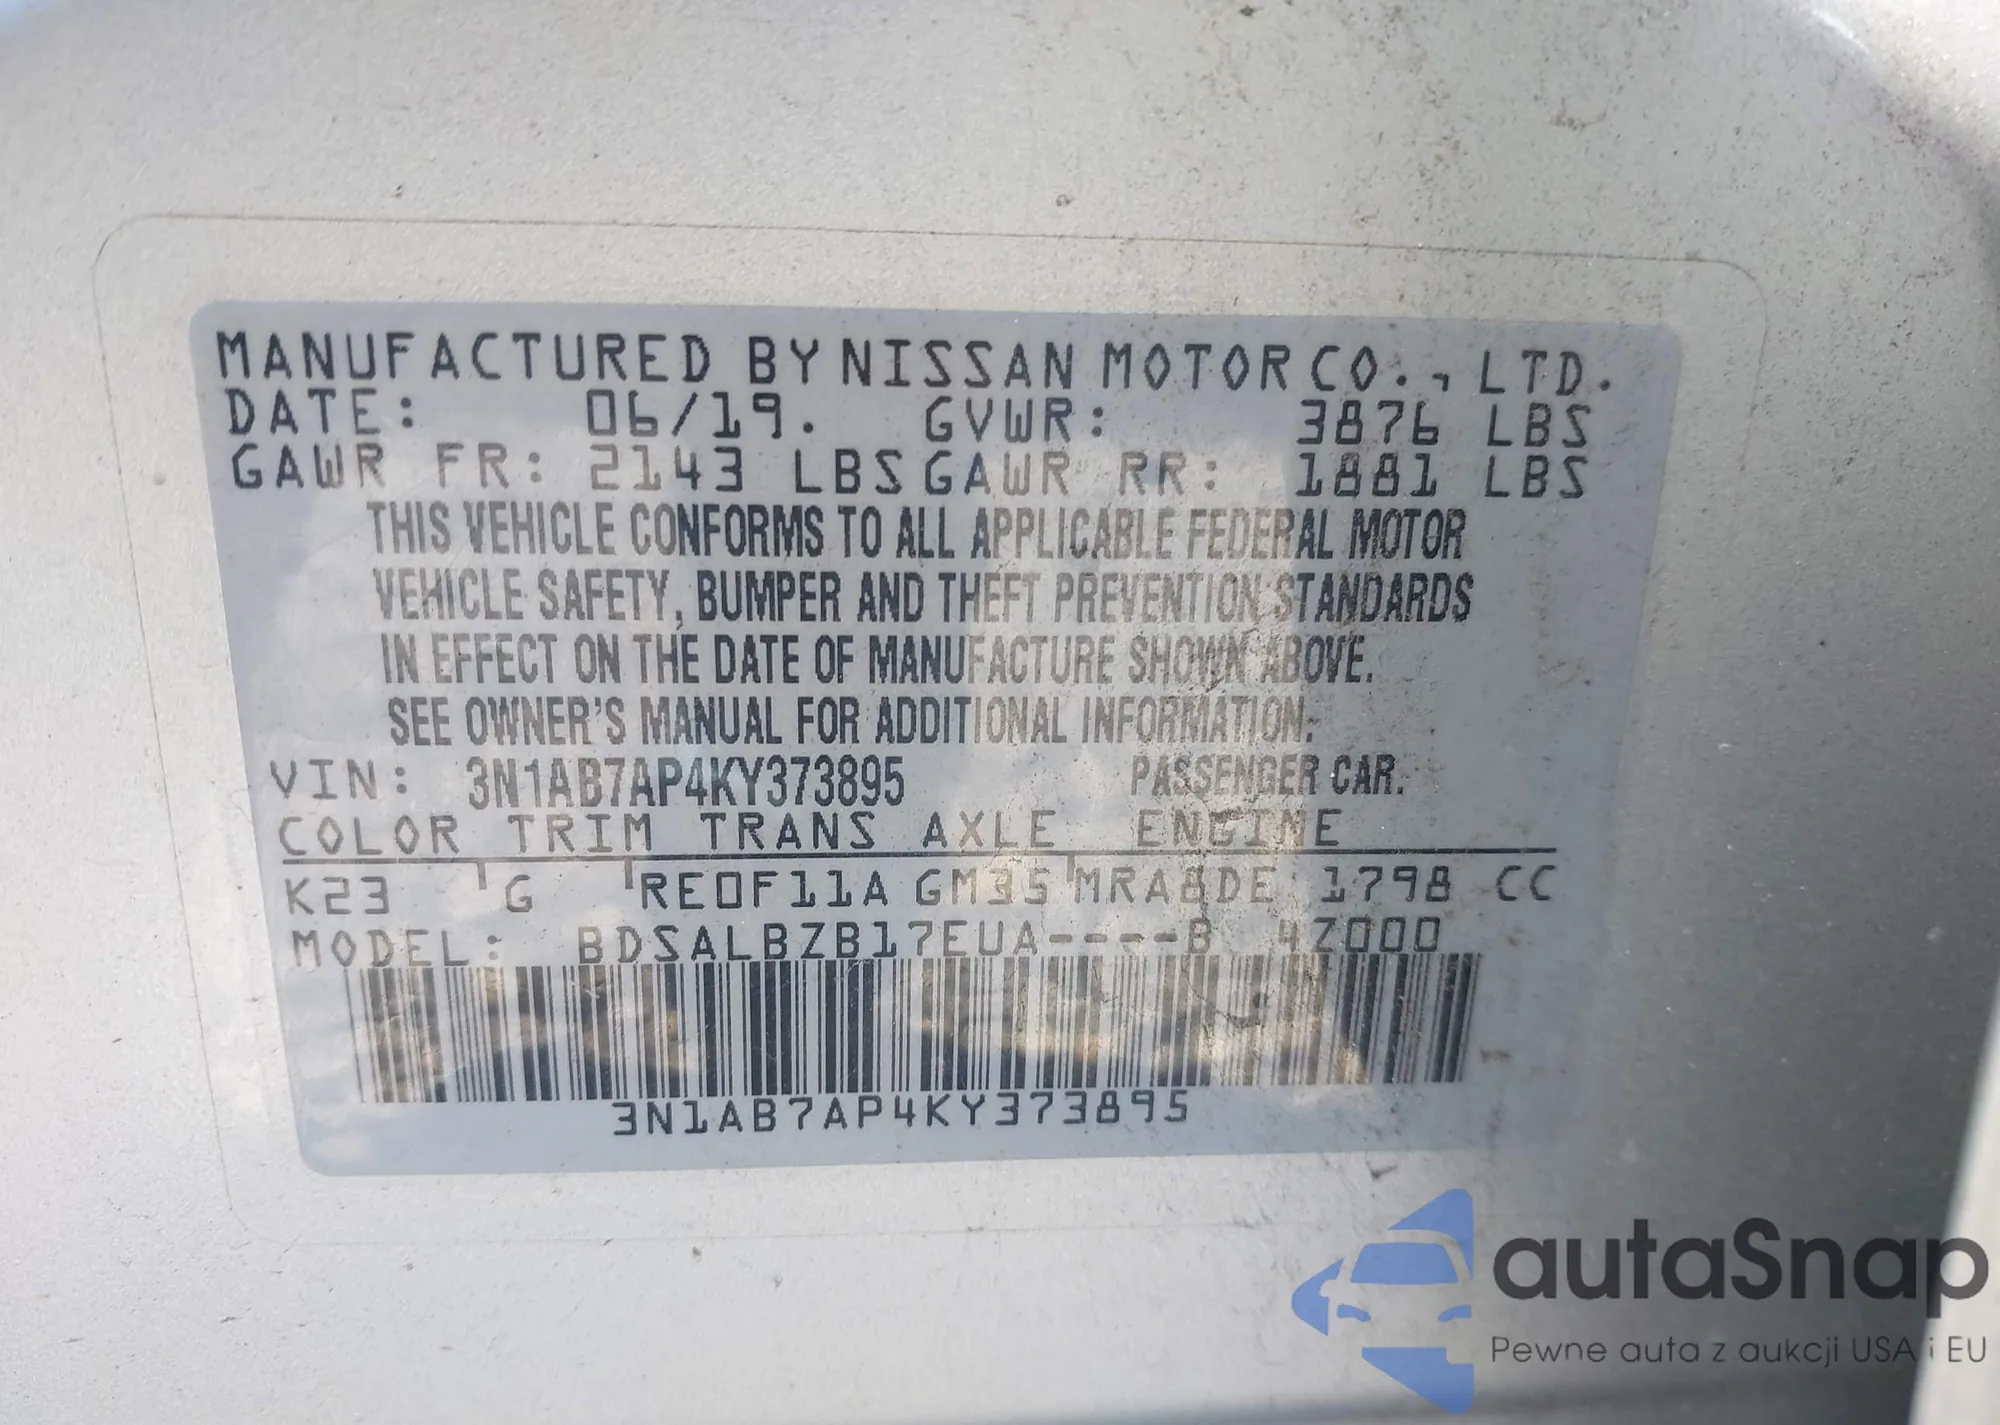 MANUFACTURED BY NISSAN MOTOR CO., LTD.
DATE: 06/19. GVWR: 3876 LBS
GAWR FR: 2143 LBS GAWR RR: 1881 LBS
THIS VEHICLE CONFORMS TO ALL APPLICABLE FEDERAL MOTOR
VEHICLE SAFETY, BUMPER AND THEFT PREVENTION STANDARDS
IN EFFECT ON THE DATE OF MANUFACTURE SHOWN ABOVE.
SEE OWNER'S MANUAL FOR ADDITIONAL INFORMATION.
VIN: 3N1AB7AP4KY373895 PASSENGER CAR.
COLOR TRIM TRANS AXLE ENGINE
K23 G RE0F11A GM35 MRA8DE 1798 CC
MODEL: BDSALBZB17EUA----B 4Z000
3N1AB7AP4KY373895
autaSnap
Pewne auta z aukcji USA i EU